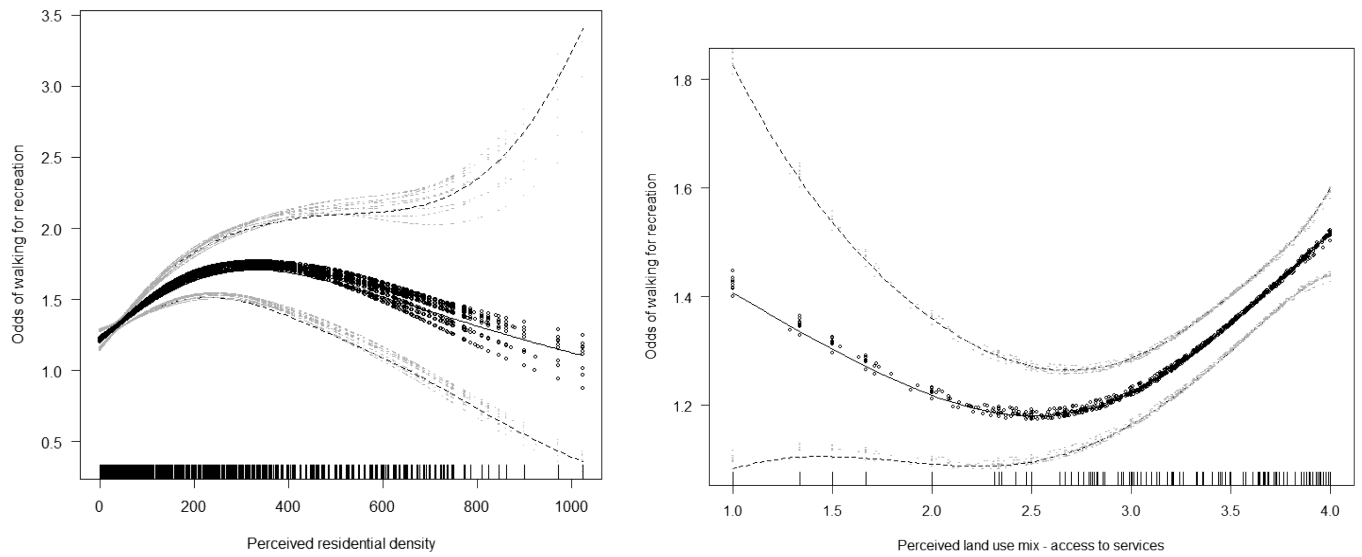 3.5
3.0
2.5
2.0
1.5
1.0
0.5
Odds of walking for recreation
0 200 400 600 800 1000
Perceived residential density
1.8
1.6
1.4
1.2
Odds of walking for recreation
1.0 1.5 2.0 2.5 3.0 3.5 4.0
Perceived land use mix - access to services